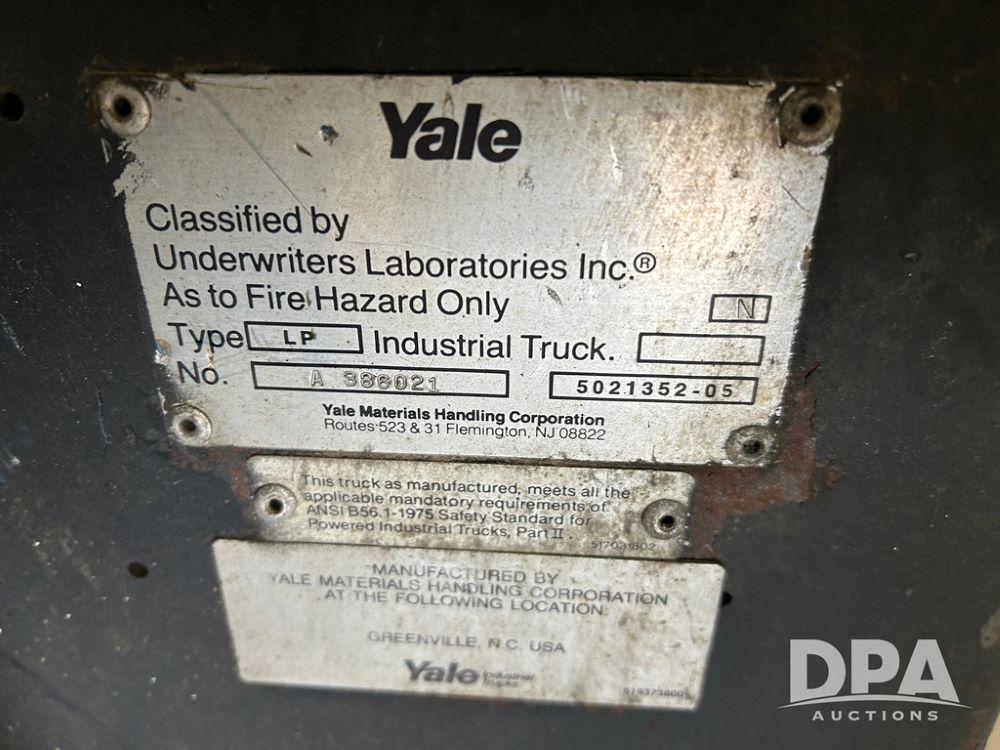 Yale
Classified by
Underwriters Laboratories Inc.®
As to Fire Hazard Only N
Type LP Industrial Truck.
No. A 386021 5021352-05
Yale Materials Handling Corporation
Routes 523 & 31 Flemington, NJ 08822
This truck as manufactured, meets all the
applicable mandatory requirements of
ANSI B56.1-1975 Safety Standard for
Powered Industrial Trucks, Part II.
517031802
MANUFACTURED BY
YALE MATERIALS HANDLING CORPORATION
AT THE FOLLOWING LOCATION:
GREENVILLE, N.C. USA
Yale Industrial
Trucks
519373800
DPA
AUCTIONS